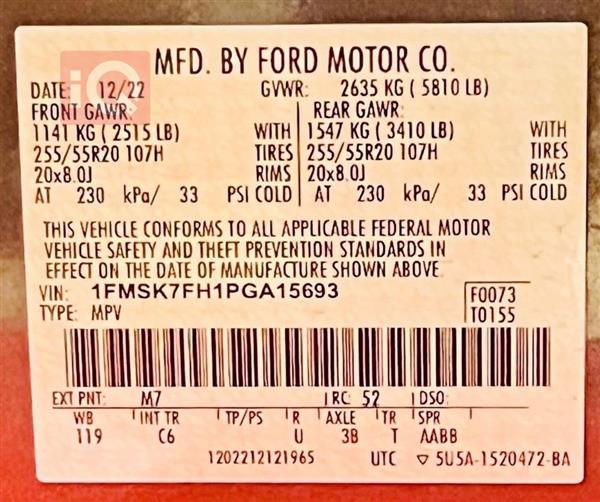 iQ
MFD. BY FORD MOTOR CO.
DATE: 12/22 GVWR: 2635 KG ( 5810 LB)
FRONT GAWR: REAR GAWR:
1141 KG ( 2515 LB) WITH 1547 KG ( 3410 LB) WITH
255/55R20 107H TIRES 255/55R20 107H TIRES
20x8.0J RIMS 20x8.0J RIMS
AT 230 kPa/ 33 PSI COLD AT 230 kPa/ 33 PSI COLD
THIS VEHICLE CONFORMS TO ALL APPLICABLE FEDERAL MOTOR
VEHICLE SAFETY AND THEFT PREVENTION STANDARDS IN
EFFECT ON THE DATE OF MANUFACTURE SHOWN ABOVE
VIN: 1FMSK7FH1PGA15693 F0073
TYPE: MPV T0155
EXT PNT: M7 RC: 52 DSO:
WB INT TR TP/PS R AXLE TR SPR
119 C6 U 3B T AABB
1202212121965 UTC ▽ 5U5A-1520472-BA